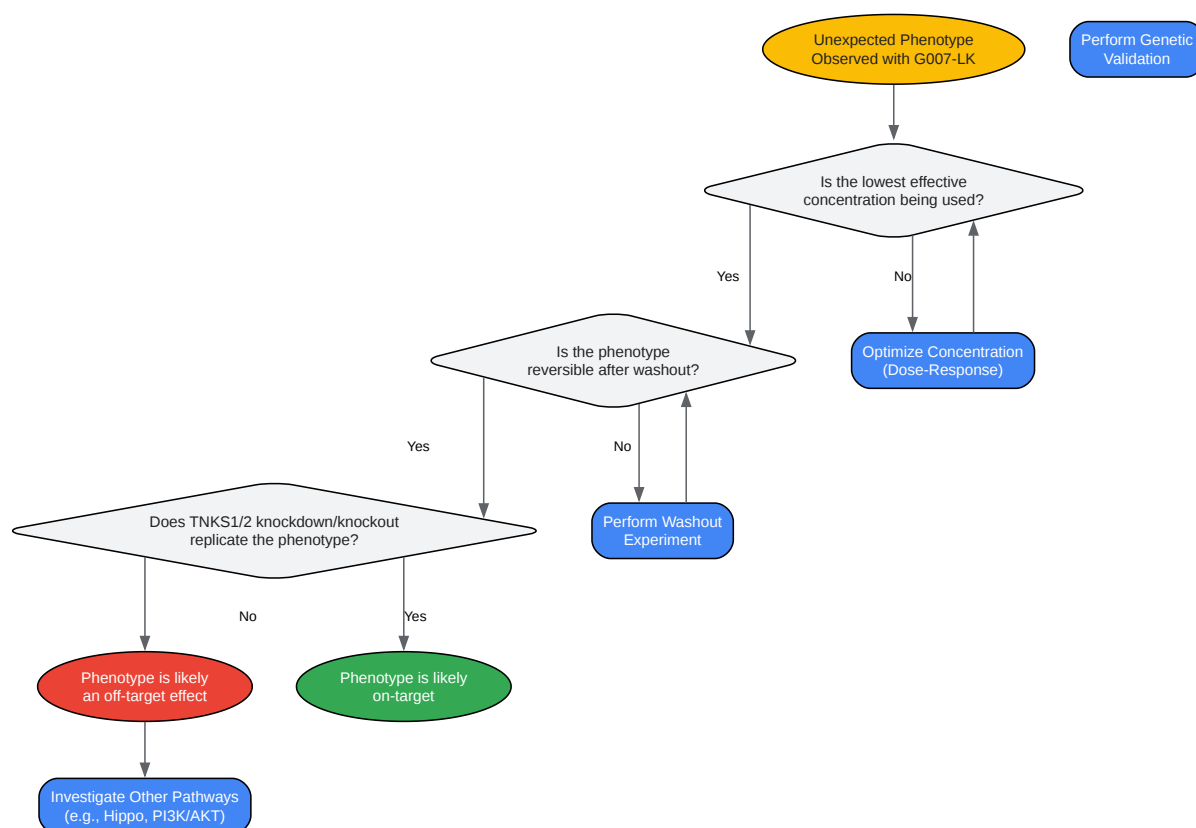 Unexpected Phenotype
Observed with G007-LK
Perform Genetic
Validation
Is the lowest effective
concentration being used?
Yes
No
Is the phenotype
reversible after washout?
Optimize Concentration
(Dose-Response)
Yes
No
Does TNKS1/2 knockdown/knockout
replicate the phenotype?
Perform Washout
Experiment
No
Yes
Phenotype is likely
an off-target effect
Phenotype is likely
on-target
Investigate Other Pathways
(e.g., Hippo, PI3K/AKT)